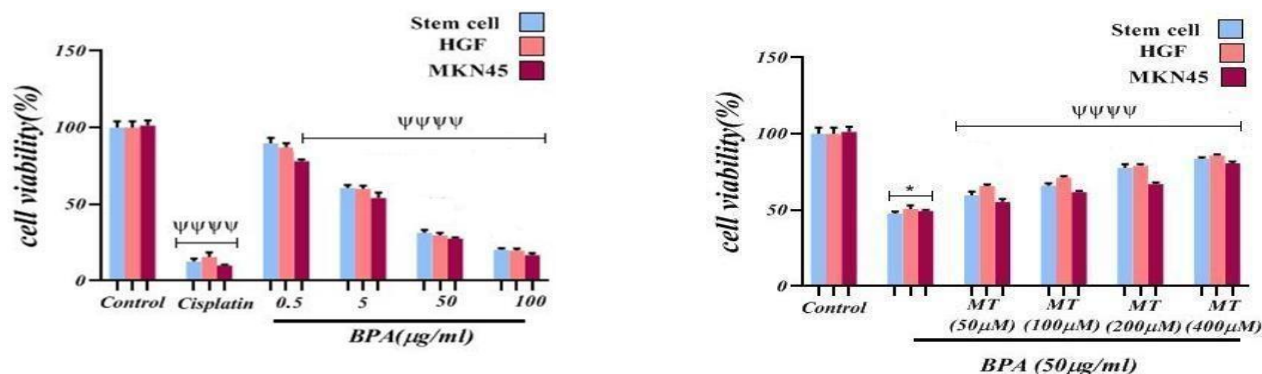 Stem cell
HGF
MKN45
cell viability(%)
150
100
50
0
ΨΨΨΨ
ΨΨΨΨ
Control
Cisplatin
0.5
5
50
100
BPA(μg/ml)
Stem cell
HGF
MKN45
cell viability(%)
150
100
50
0
*
ΨΨΨΨ
Control
MT
(50μM)
MT
(100μM)
MT
(200μM)
MT
(400μM)
BPA (50μg/ml)